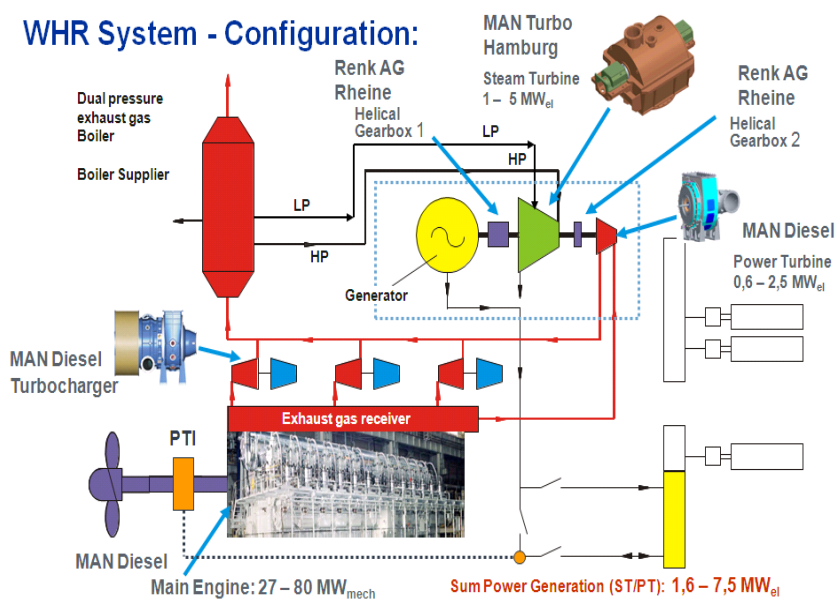 WHR System - Configuration:
MAN Turbo
Hamburg
Steam Turbine
1 – 5 MWel
Renk AG
Rheine
Helical
Gearbox 1
Renk AG
Rheine
Helical
Gearbox 2
Dual pressure
exhaust gas
Boiler
Boiler Supplier
LP
HP
LP
HP
Generator
MAN Diesel
Power Turbine
0,6 – 2,5 MWel
MAN Diesel
Turbocharger
Exhaust gas receiver
PTI
MAN Diesel
Main Engine: 27 – 80 MWmech
Sum Power Generation (ST/PT): 1,6 – 7,5 MWel